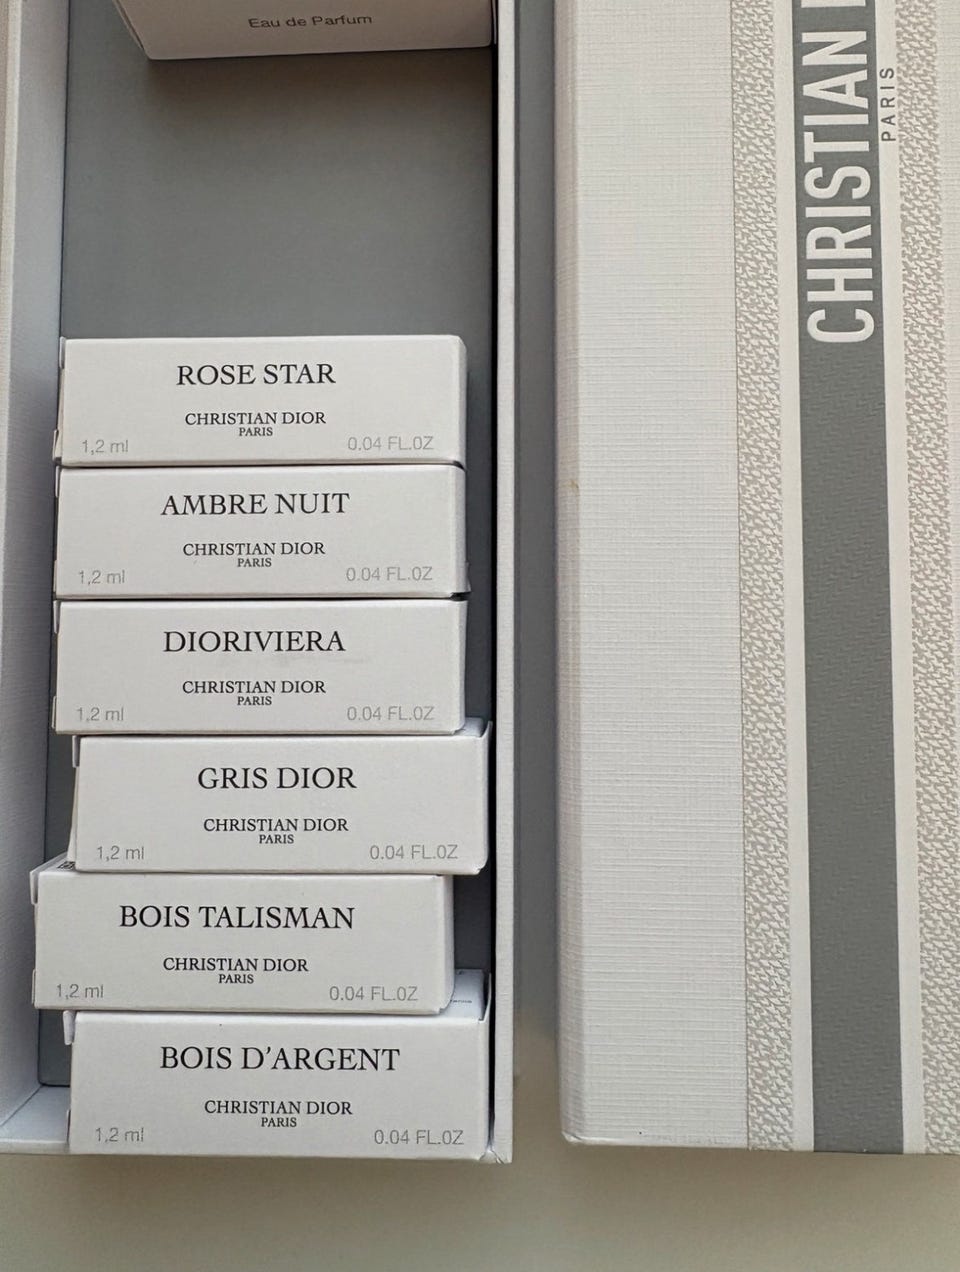 Eau de Parfum
ROSE STAR
CHRISTIAN DIOR
PARIS
1,2 ml 0.04 FL.OZ
AMBRE NUIT
CHRISTIAN DIOR
PARIS
1,2 ml 0.04 FL.OZ
DIORIVIERA
CHRISTIAN DIOR
PARIS
1,2 ml 0.04 FL.OZ
GRIS DIOR
CHRISTIAN DIOR
PARIS
1,2 ml 0.04 FL.OZ
BOIS TALISMAN
CHRISTIAN DIOR
PARIS
1,2 ml 0.04 FL.OZ
BOIS D'ARGENT
CHRISTIAN DIOR
PARIS
1,2 ml 0.04 FL.OZ
CHRISTIAN
PARIS